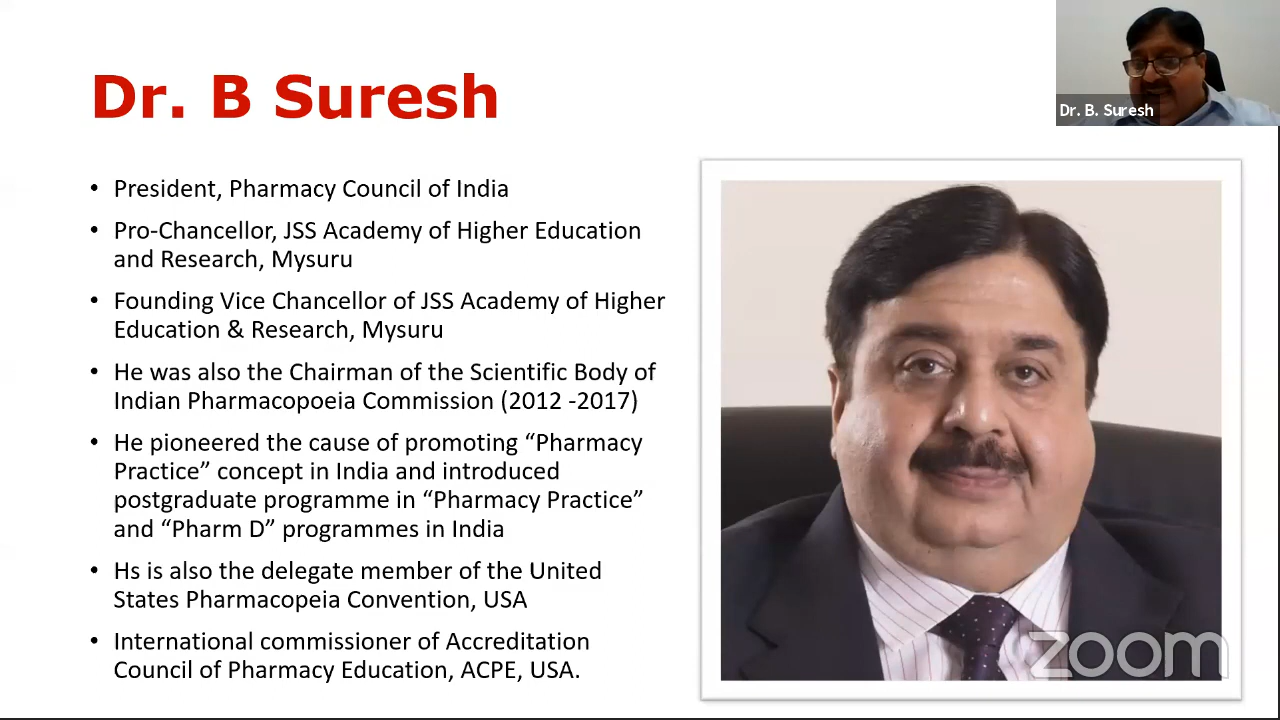 Dr. B Suresh
Dr. B. Suresh
• President, Pharmacy Council of India
• Pro-Chancellor, JSS Academy of Higher Education
and Research, Mysuru
• Founding Vice Chancellor of JSS Academy of Higher
Education & Research, Mysuru
• He was also the Chairman of the Scientific Body of
Indian Pharmacopoeia Commission (2012 -2017)
• He pioneered the cause of promoting “Pharmacy
Practice” concept in India and introduced
postgraduate programme in “Pharmacy Practice”
and “Pharm D” programmes in India
• Hs is also the delegate member of the United
States Pharmacopeia Convention, USA
• International commissioner of Accreditation
Council of Pharmacy Education, ACPE, USA.
zoom